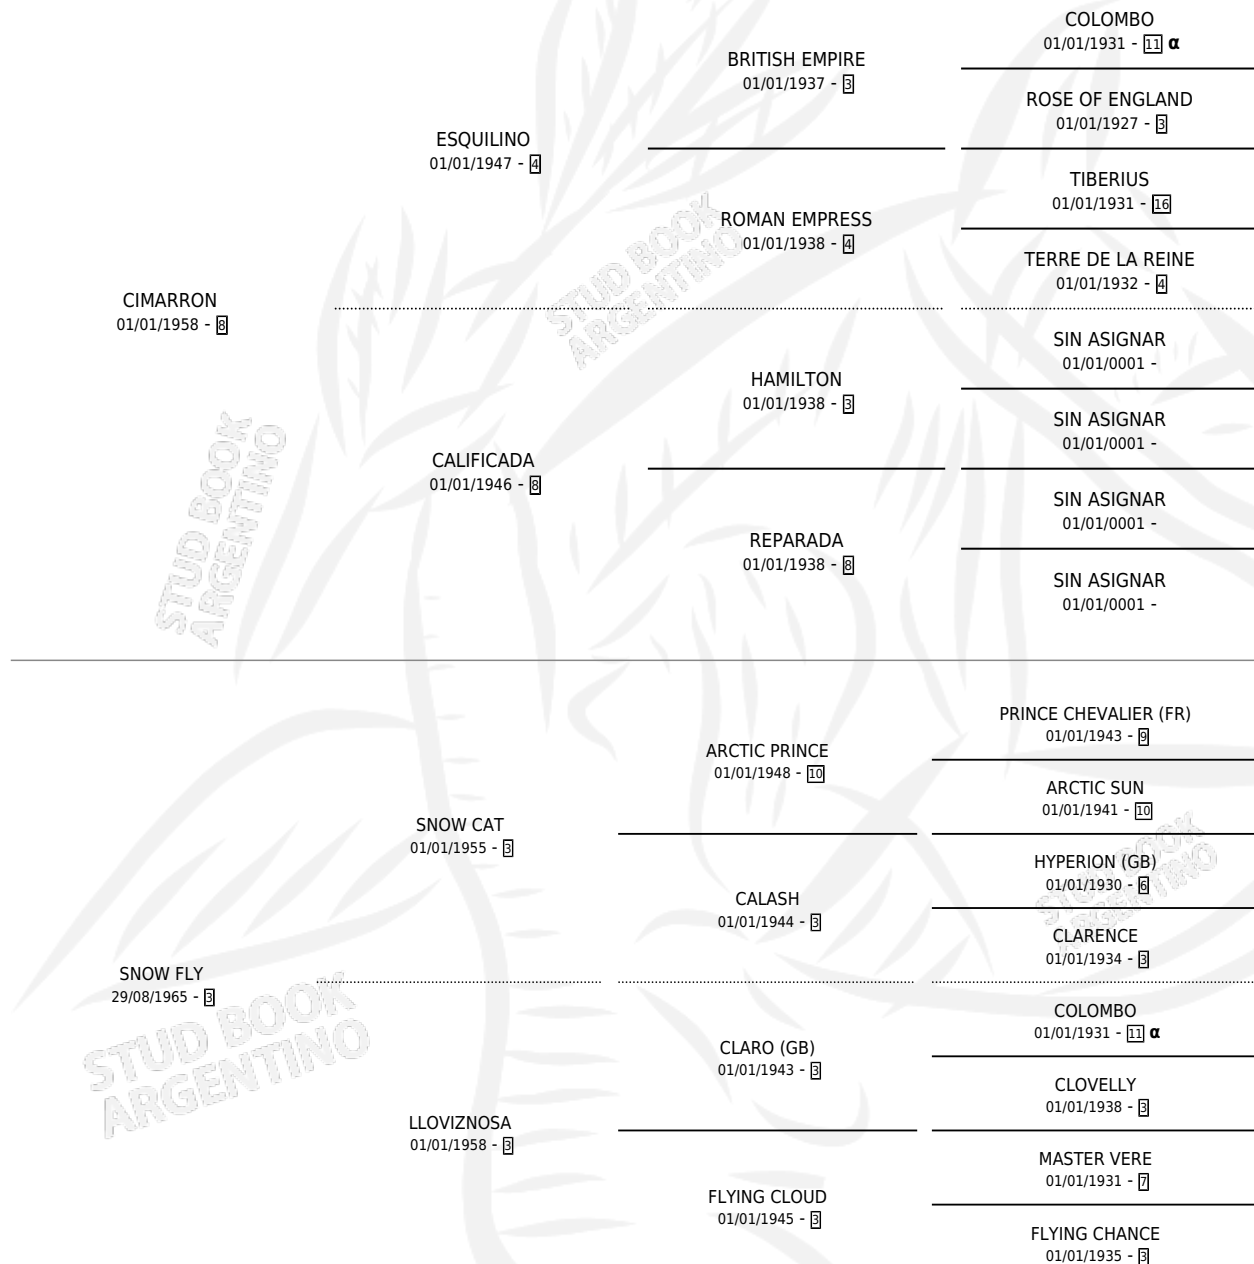 COLOMBO
01/01/1931 - 11 α
BRITISH EMPIRE
01/01/1937 - 3
ROSE OF ENGLAND
01/01/1927 - 3
ESQUILINO
01/01/1947 - 4
TIBERIUS
01/01/1931 - 16
ROMAN EMPRESS
01/01/1938 - 4
TERRE DE LA REINE
01/01/1932 - 4
CIMARRON
01/01/1958 - 8
STUD BOOK
ARGENTINO
SIN ASIGNAR
01/01/0001 -
HAMILTON
01/01/1938 - 3
SIN ASIGNAR
01/01/0001 -
CALIFICADA
01/01/1946 - 8
SIN ASIGNAR
01/01/0001 -
REPARADA
01/01/1938 - 8
SIN ASIGNAR
01/01/0001 -
STUD BOOK
ARGENTINO
PRINCE CHEVALIER (FR)
01/01/1943 - 9
ARCTIC PRINCE
01/01/1948 - 10
ARCTIC SUN
01/01/1941 - 10
SNOW CAT
01/01/1955 - 3
HYPERION (GB)
01/01/1930 - 6
STUD BOOK
ARGENTINO
CALASH
01/01/1944 - 3
CLARENCE
01/01/1934 - 3
SNOW FLY
29/08/1965 - 3
STUD BOOK
ARGENTINO
COLOMBO
01/01/1931 - 11 α
CLARO (GB)
01/01/1943 - 3
CLOVELLY
01/01/1938 - 3
LLOVIZNOSA
01/01/1958 - 3
MASTER VERE
01/01/1931 - 7
FLYING CLOUD
01/01/1945 - 3
FLYING CHANCE
01/01/1935 - 3